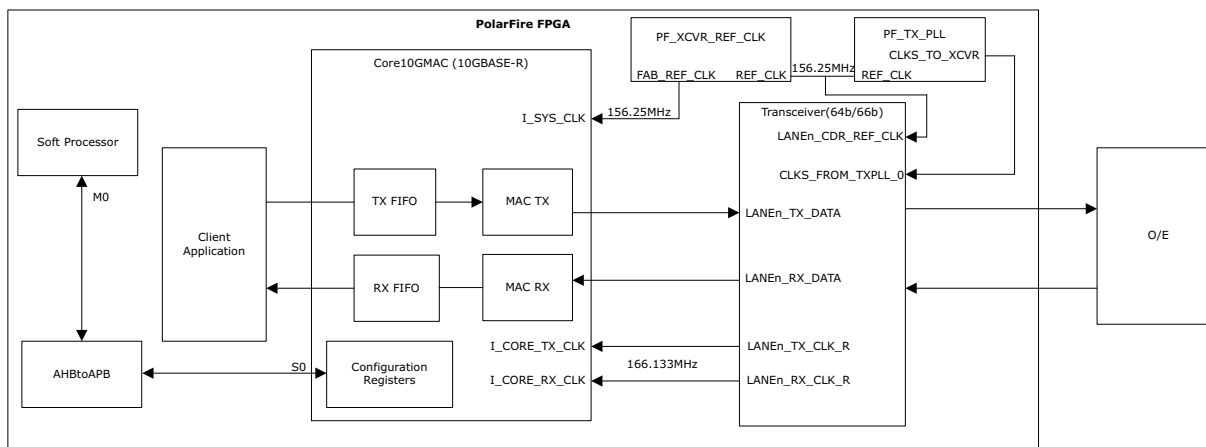 PolarFire FPGA
PF_XCVR_REF_CLK
FAB_REF_CLK REF_CLK
156.25MHz
PF_TX_PLL
CLKS_TO_XCVR
REF_CLK
Core10GMAC (10GBASE-R)
I_SYS_CLK
156.25MHz
Transceiver(64b/66b)
LANEn_CDR_REF_CLK
CLKS_FROM_TXPLL_0
Soft Processor
M0
Client
Application
TX FIFO
MAC TX
LANEn_TX_DATA
O/E
RX FIFO
MAC RX
LANEn_RX_DATA
I_CORE_TX_CLK
LANEn_TX_CLK_R
166.133MHz
I_CORE_RX_CLK
LANEn_RX_CLK_R
AHBtoAPB
S0
Configuration
Registers